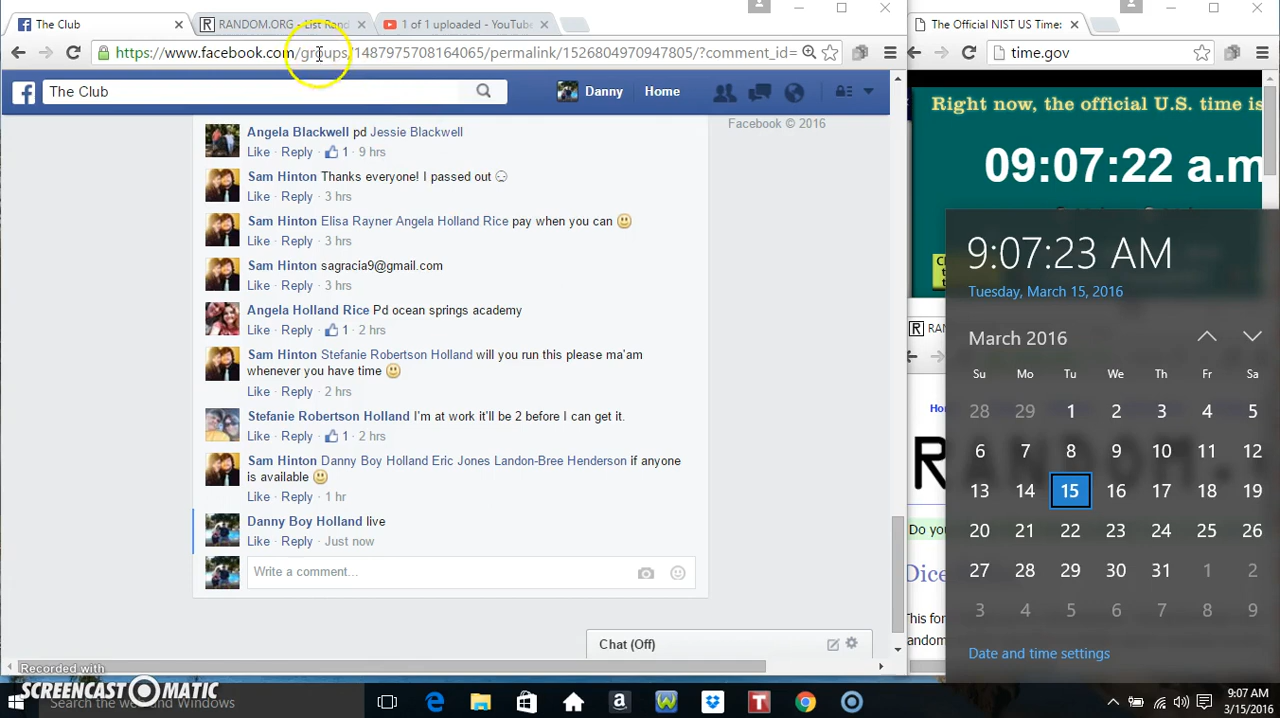 The Club
RANDOM.ORG - List Rand
1 of 1 uploaded - YouTube
The Official NIST US Time:
https://www.facebook.com/groups/1487975708164065/permalink/1526804970947805/?comment_id=
time.gov
The Club
Danny
Home
Right now, the official U.S. time is
09:07:22 a.m
Facebook © 2016
Angela Blackwell pd Jessie Blackwell
Like · Reply · 1 · 9 hrs
Sam Hinton Thanks everyone! I passed out
Like · Reply · 3 hrs
Sam Hinton Elisa Rayner Angela Holland Rice pay when you can
Like · Reply · 3 hrs
Sam Hinton sagracia9@gmail.com
Like · Reply · 3 hrs
Angela Holland Rice Pd ocean springs academy
Like · Reply · 1 · 2 hrs
Sam Hinton Stefanie Robertson Holland will you run this please ma'am
whenever you have time
Like · Reply · 2 hrs
Stefanie Robertson Holland I'm at work it'll be 2 before I can get it.
Like · Reply · 1 · 2 hrs
Sam Hinton Danny Boy Holland Eric Jones Landon-Bree Henderson if anyone
is available
Like · Reply · 1 hr
Danny Boy Holland live
Like · Reply · Just now
Write a comment...
Chat (Off)
9:07:23 AM
Tuesday, March 15, 2016
March 2016
Su Mo Tu We Th Fr Sa
28 29 1 2 3 4 5
6 7 8 9 10 11 12
13 14 15 16 17 18 19
20 21 22 23 24 25 26
27 28 29 30 31 1 2
3 4 5 6 7 8 9
Date and time settings
RAN
Ho
RANDOM
Do you
Dice
This for
andom
Recorded with
SCREENCAST-O-MATIC
Search the web and Windows
9:07 AM
3/15/2016